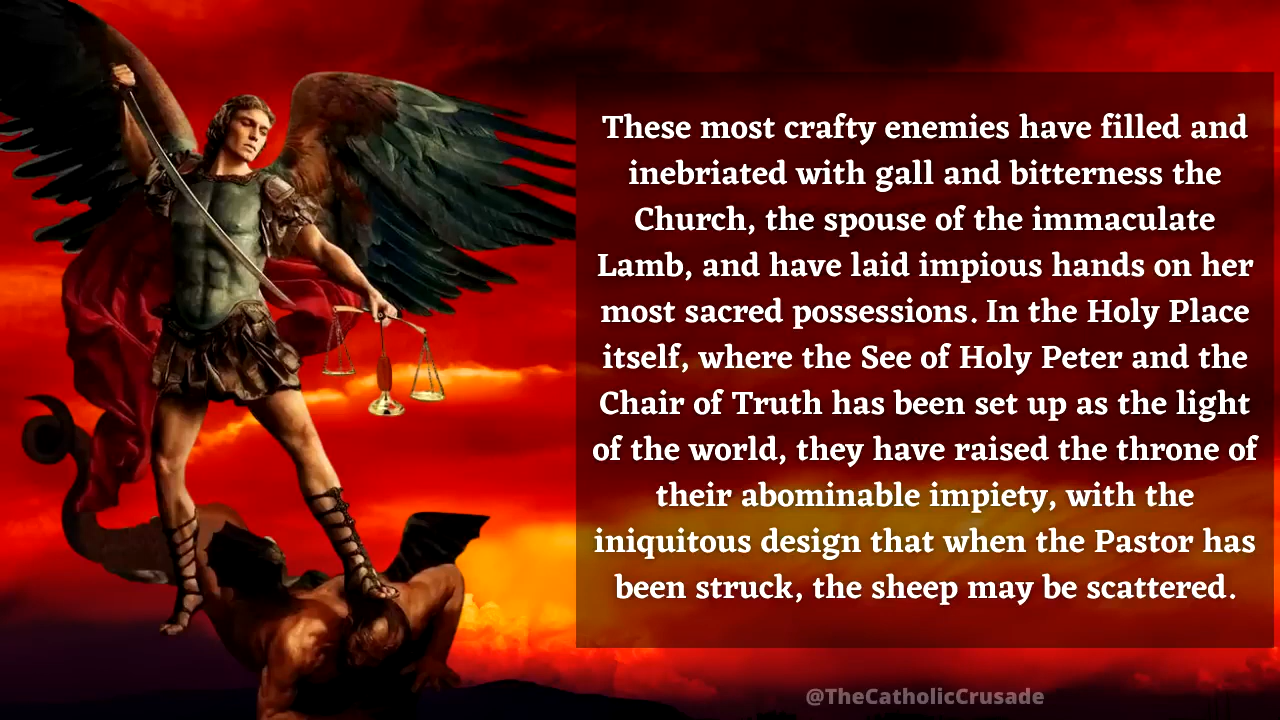 These most crafty enemies have filled and
inebriated with gall and bitterness the
Church, the spouse of the immaculate
Lamb, and have laid impious hands on her
most sacred possessions. In the Holy Place
itself, where the See of Holy Peter and the
Chair of Truth has been set up as the light
of the world, they have raised the throne of
their abominable impiety, with the
iniquitous design that when the Pastor has
been struck, the sheep may be scattered.
@TheCatholicCrusade